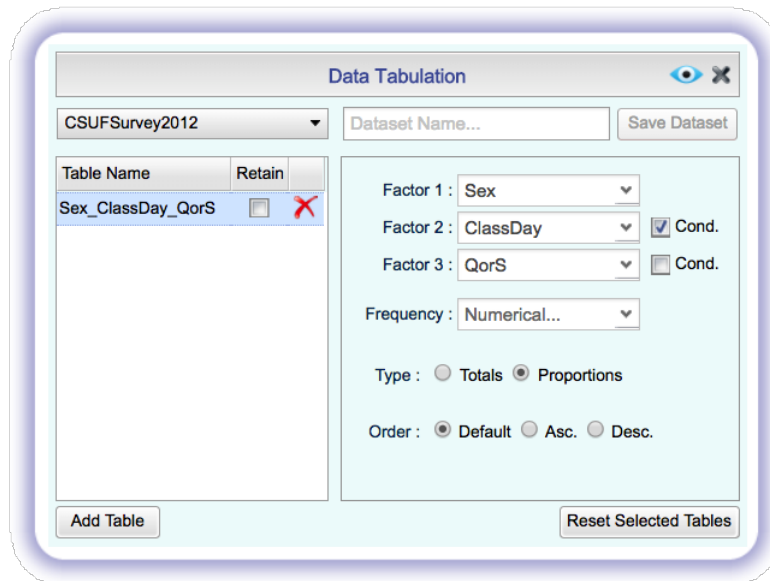 Data Tabulation
CSUFSurvey2012
Dataset Name...
Save Dataset
Table Name Retain
Sex_ClassDay_QorS
Factor 1 : Sex
Factor 2 : ClassDay Cond.
Factor 3 : QorS Cond.
Frequency : Numerical...
Type : Totals Proportions
Order : Default Asc. Desc.
Add Table
Reset Selected Tables